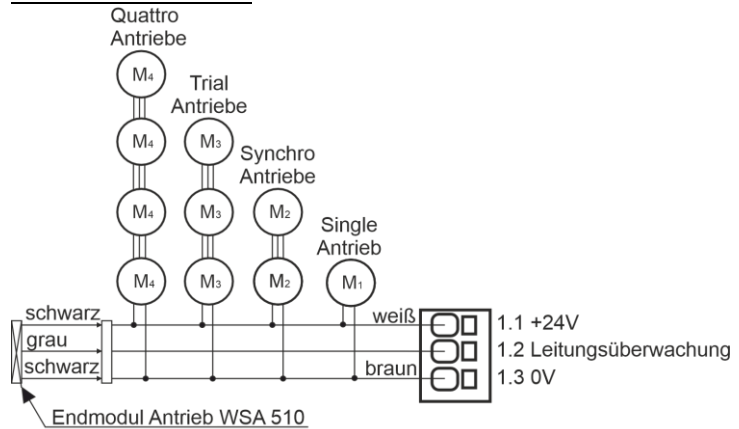 Quattro
Antriebe
M4
Trial
Antriebe
M4
M3
Synchro
Antriebe
M4
M3
M2
Single
Antrieb
M4
M3
M2
M1
schwarz
weiß
1.1 +24V
grau
1.2 Leitungsüberwachung
schwarz
braun
1.3 0V
Endmodul Antrieb WSA 510